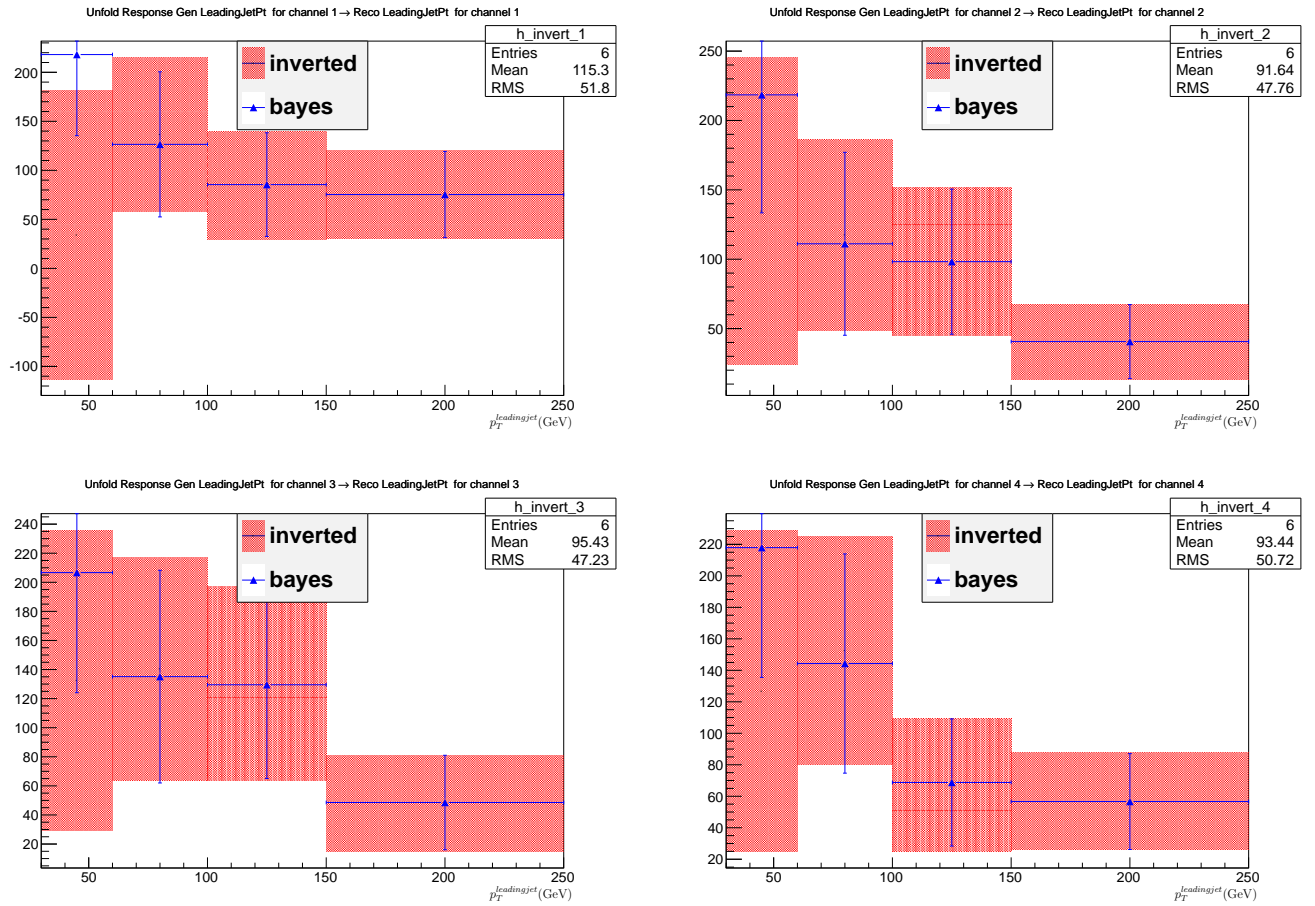 Unfold Response Gen LeadingJetPt for channel 1 → Reco LeadingJetPt for channel 1
h_invert_1
Entries 6
Mean 115.3
RMS 51.8
inverted
bayes
200
150
100
50
0
-50
-100
50 100 150 200 250
p_T^{leadingjet}(GeV)
Unfold Response Gen LeadingJetPt for channel 2 → Reco LeadingJetPt for channel 2
h_invert_2
Entries 6
Mean 91.64
RMS 47.76
inverted
bayes
250
200
150
100
50
50 100 150 200 250
p_T^{leadingjet}(GeV)
Unfold Response Gen LeadingJetPt for channel 3 → Reco LeadingJetPt for channel 3
h_invert_3
Entries 6
Mean 95.43
RMS 47.23
inverted
bayes
240
220
200
180
160
140
120
100
80
60
40
20
50 100 150 200 250
p_T^{leadingjet}(GeV)
Unfold Response Gen LeadingJetPt for channel 4 → Reco LeadingJetPt for channel 4
h_invert_4
Entries 6
Mean 93.44
RMS 50.72
inverted
bayes
220
200
180
160
140
120
100
80
60
40
20
50 100 150 200 250
p_T^{leadingjet}(GeV)